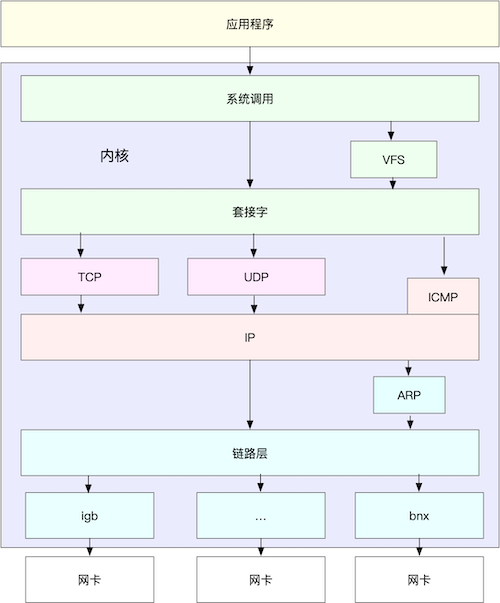 应用程序
系统调用
内核
VFS
套接字
TCP
UDP
ICMP
IP
ARP
链路层
igb
...
bnx
网卡
网卡
网卡